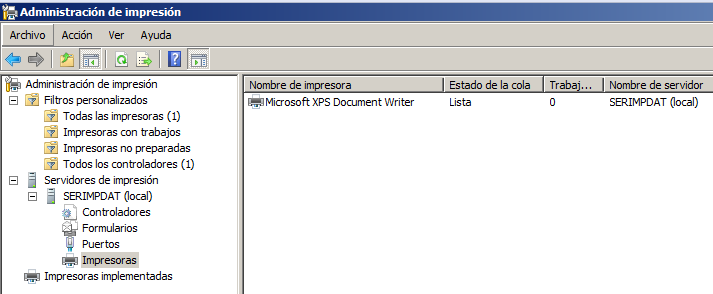 Administración de impresión
Archivo Acción Ver Ayuda
Administración de impresión
Filtros personalizados
Todas las impresoras (1)
Impresoras con trabajos
Impresoras no preparadas
Todos los controladores (1)
Servidores de impresión
SERIMPDAT (local)
Controladores
Formularios
Puertos
Impresoras
Impresoras implementadas
Nombre de impresora Estado de la cola Trabaj... Nombre de servidor
Microsoft XPS Document Writer Lista 0 SERIMPDAT (local)